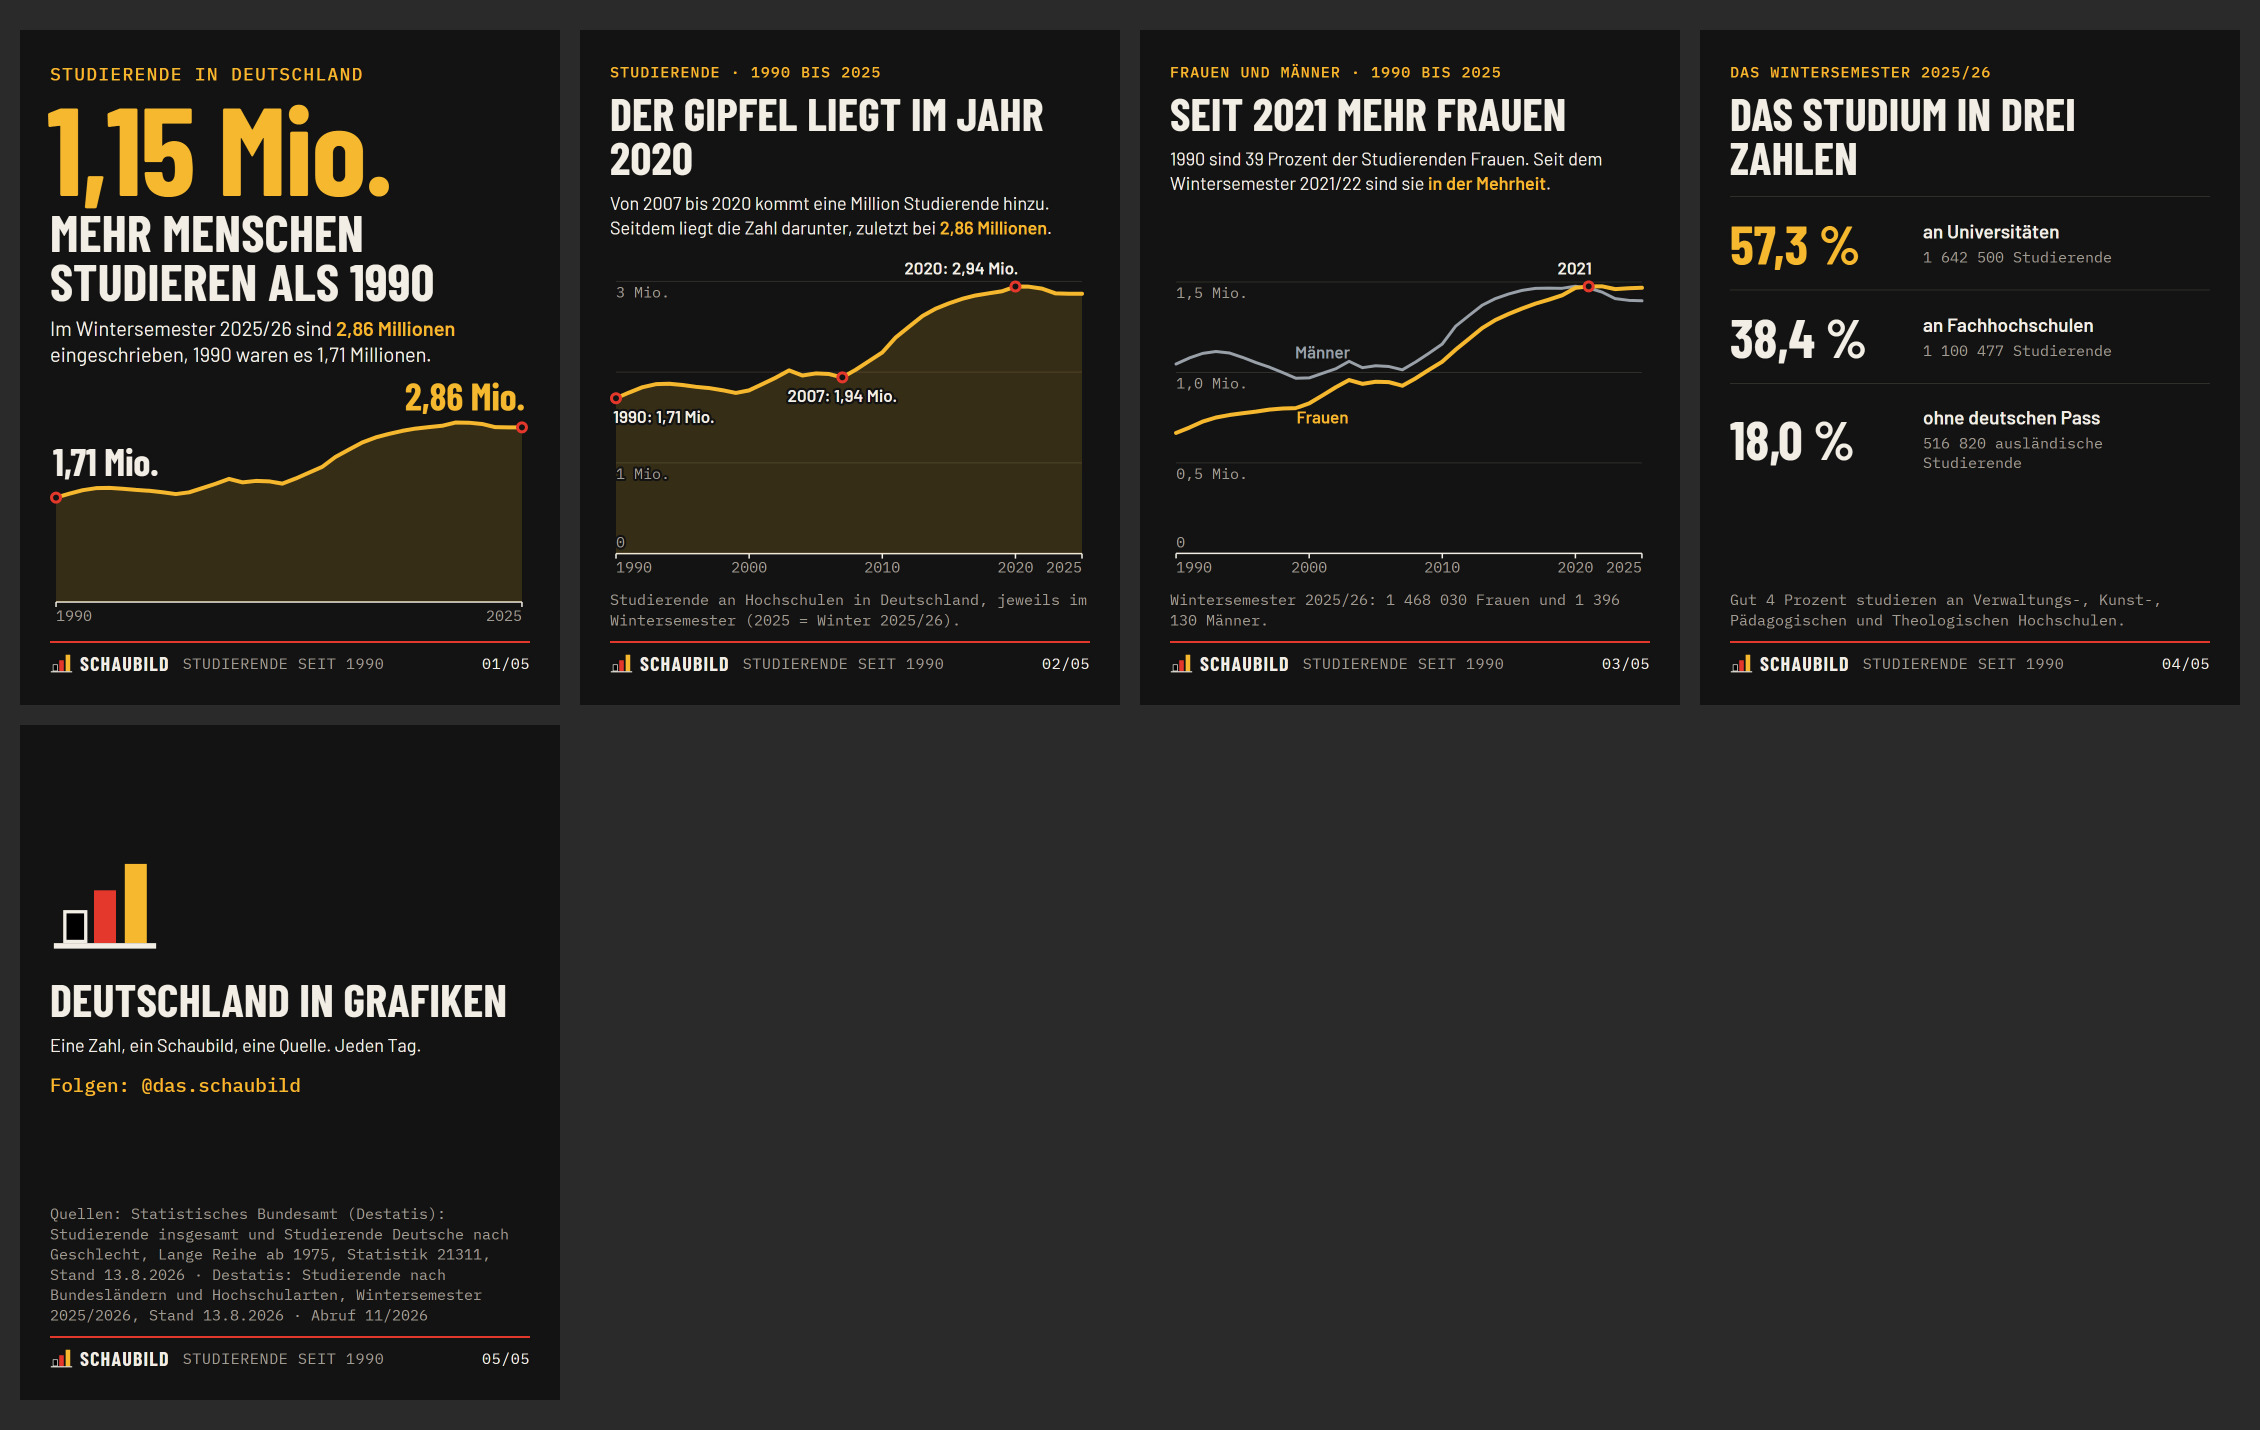 STUDIERENDE IN DEUTSCHLAND
1,15 Mio.
MEHR MENSCHEN
STUDIEREN ALS 1990
Im Wintersemester 2025/26 sind 2,86 Millionen
eingeschrieben, 1990 waren es 1,71 Millionen.
2,86 Mio.
1,71 Mio.
1990 2025
SCHAUBILD STUDIERENDE SEIT 1990 01/05
STUDIERENDE · 1990 BIS 2025
DER GIPFEL LIEGT IM JAHR
2020
Von 2007 bis 2020 kommt eine Million Studierende hinzu.
Seitdem liegt die Zahl darunter, zuletzt bei 2,86 Millionen.
2020: 2,94 Mio.
3 Mio.
2007: 1,94 Mio.
1990: 1,71 Mio.
1 Mio.
0
1990 2000 2010 2020 2025
Studierende an Hochschulen in Deutschland, jeweils im
Wintersemester (2025 = Winter 2025/26).
SCHAUBILD STUDIERENDE SEIT 1990 02/05
FRAUEN UND MÄNNER · 1990 BIS 2025
SEIT 2021 MEHR FRAUEN
1990 sind 39 Prozent der Studierenden Frauen. Seit dem
Wintersemester 2021/22 sind sie in der Mehrheit.
2021
1,5 Mio.
Männer
1,0 Mio.
Frauen
0,5 Mio.
0
1990 2000 2010 2020 2025
Wintersemester 2025/26: 1 468 030 Frauen und 1 396
130 Männer.
SCHAUBILD STUDIERENDE SEIT 1990 03/05
DAS WINTERSEMESTER 2025/26
DAS STUDIUM IN DREI
ZAHLEN
57,3 % an Universitäten
1 642 500 Studierende
38,4 % an Fachhochschulen
1 100 477 Studierende
18,0 % ohne deutschen Pass
516 820 ausländische
Studierende
Gut 4 Prozent studieren an Verwaltungs-, Kunst-,
Pädagogischen und Theologischen Hochschulen.
SCHAUBILD STUDIERENDE SEIT 1990 04/05
DEUTSCHLAND IN GRAFIKEN
Eine Zahl, ein Schaubild, eine Quelle. Jeden Tag.
Folgen: @das.schaubild
Quellen: Statistisches Bundesamt (Destatis):
Studierende insgesamt und Studierende Deutsche nach
Geschlecht, Lange Reihe ab 1975, Statistik 21311,
Stand 13.8.2026 · Destatis: Studierende nach
Bundesländern und Hochschularten, Wintersemester
2025/2026, Stand 13.8.2026 · Abruf 11/2026
SCHAUBILD STUDIERENDE SEIT 1990 05/05